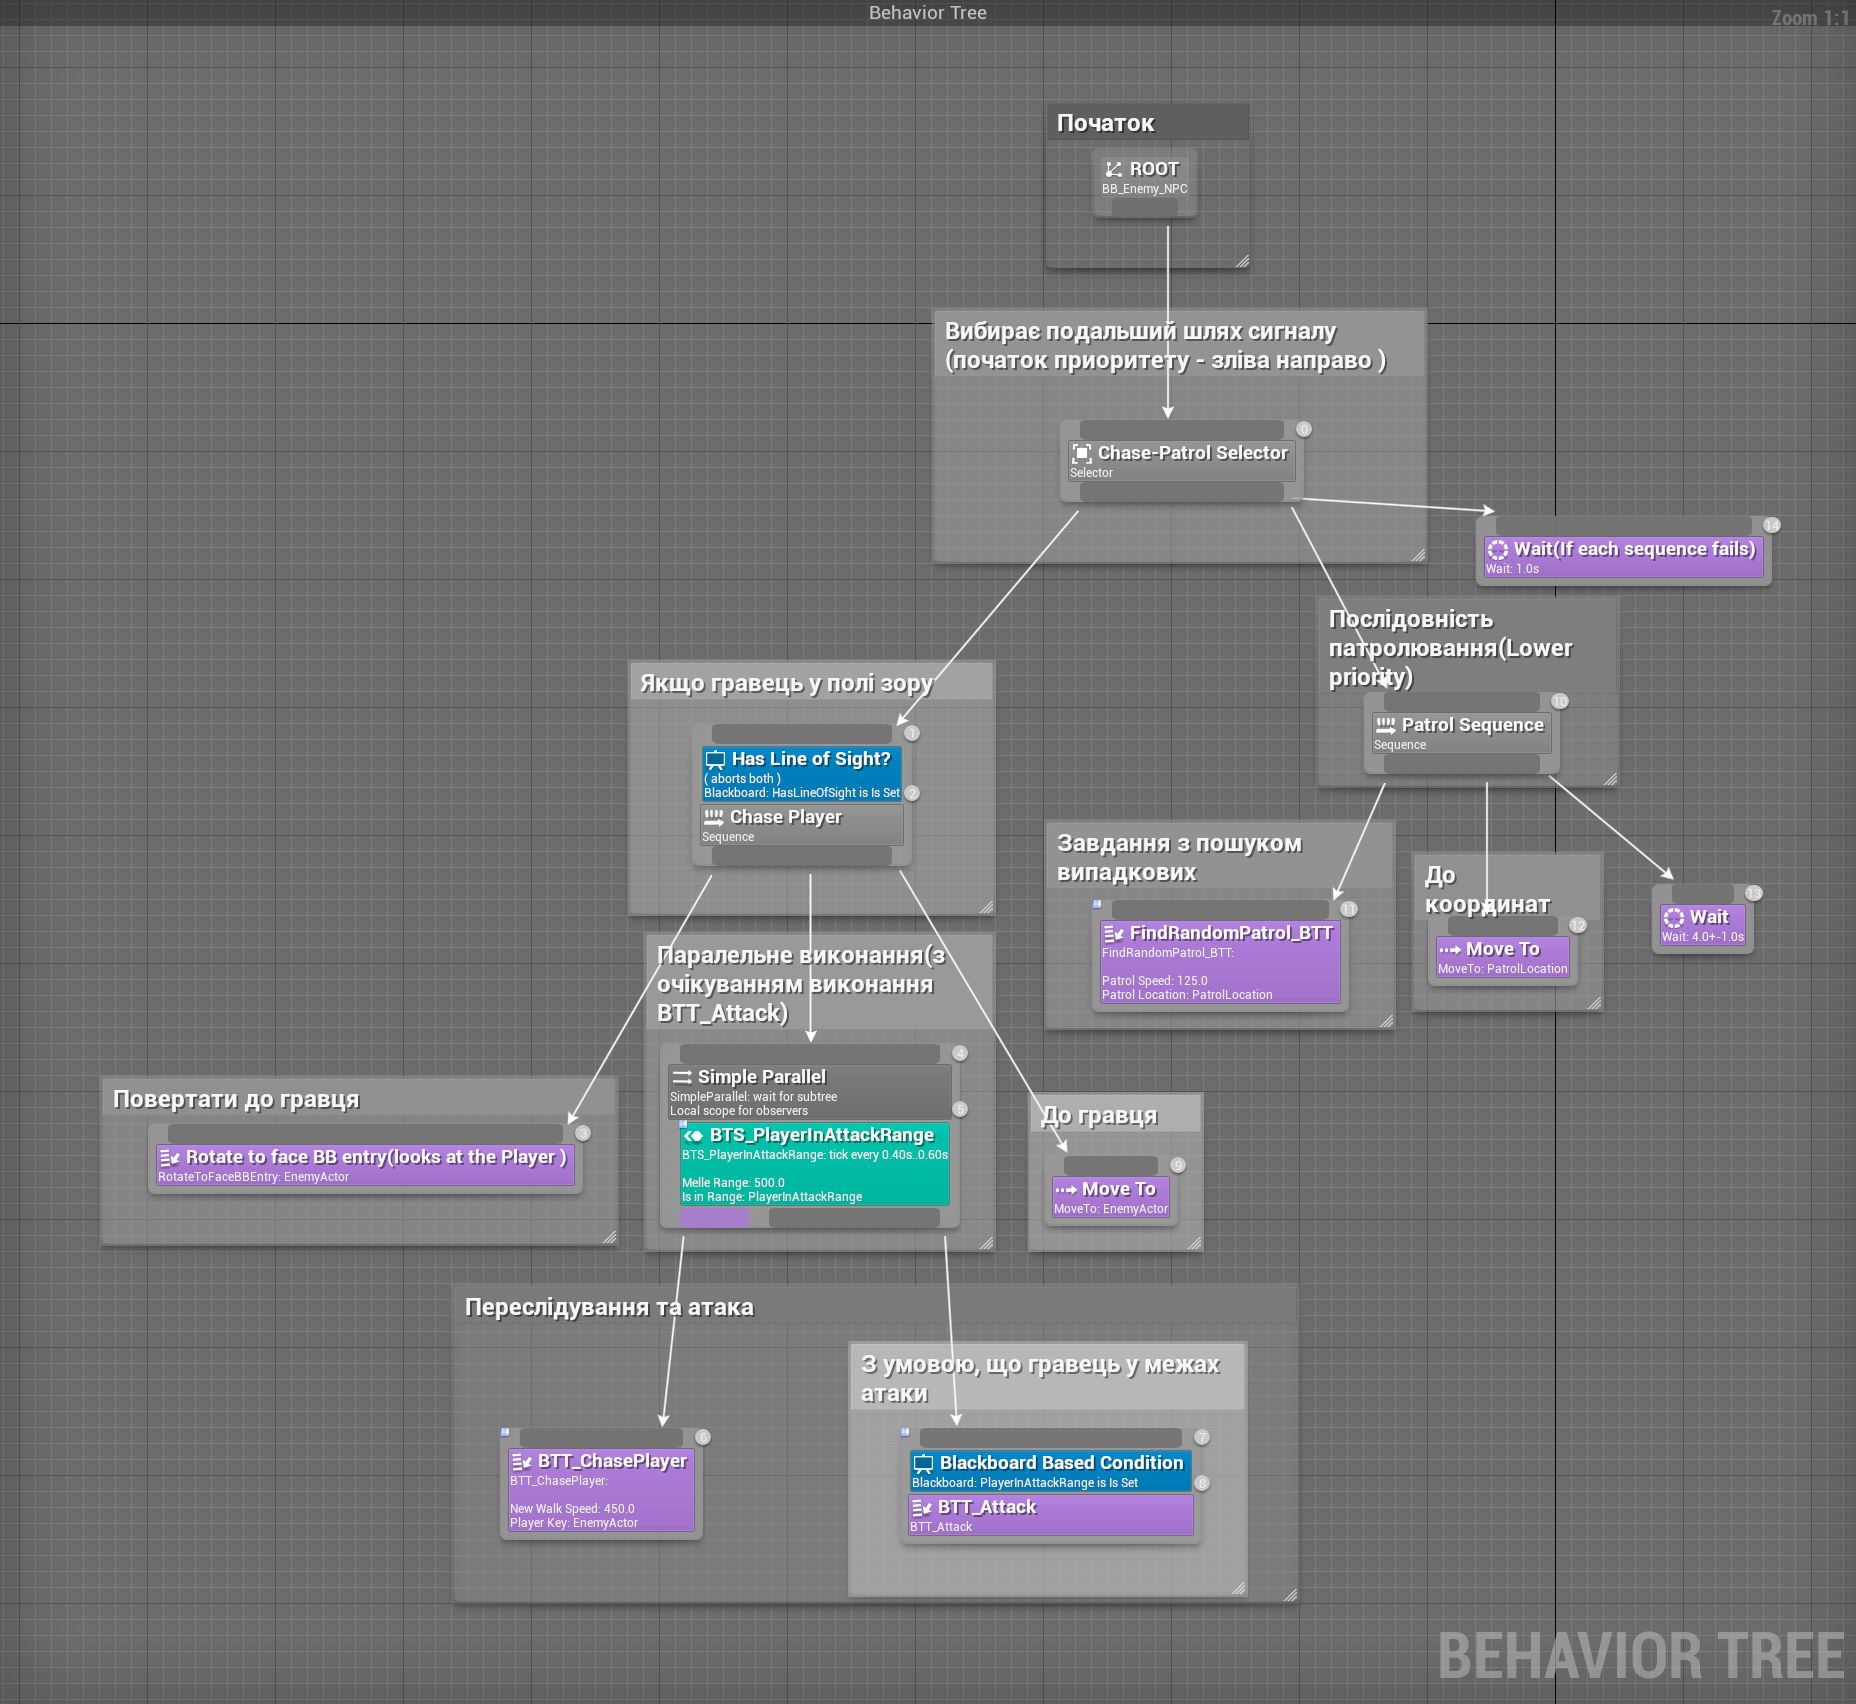 Behavior Tree
Zoom 1:1
Початок
ROOT
BB_Enemy_NPC
Вибирає подальший шлях сигналу
(початок приоритету - зліва направо )
0
Chase-Patrol Selector
Selector
14
Wait(If each sequence fails)
Wait: 1.0s
Послідовність
патролювання(Lower
priority)
10
Patrol Sequence
Sequence
Якщо гравець у полі зору
1
Has Line of Sight?
( aborts both )
Blackboard: HasLineOfSight is Is Set
2
Chase Player
Sequence
Завдання з пошуком
випадкових
11
FindRandomPatrol_BTT
FindRandomPatrol_BTT:
Patrol Speed: 125.0
Patrol Location: PatrolLocation
До
координат
12
Move To
MoveTo: PatrolLocation
13
Wait
Wait: 4.0+-1.0s
Паралельне виконання(з
очікуванням виконання
BTT_Attack)
4
Simple Parallel
SimpleParallel: wait for subtree
Local scope for observers
5
BTS_PlayerInAttackRange
BTS_PlayerInAttackRange: tick every 0.40s..0.60s
Melle Range: 500.0
Is in Range: PlayerInAttackRange
Повертати до гравця
3
Rotate to face BB entry(looks at the Player )
RotateToFaceBBEntry: EnemyActor
До гравця
9
Move To
MoveTo: EnemyActor
Переслідування та атака
З умовою, що гравець у межах
атаки
6
BTT_ChasePlayer
BTT_ChasePlayer:
New Walk Speed: 450.0
Player Key: EnemyActor
7
Blackboard Based Condition
Blackboard: PlayerInAttackRange is Is Set
8
BTT_Attack
BTT_Attack
BEHAVIOR TREE